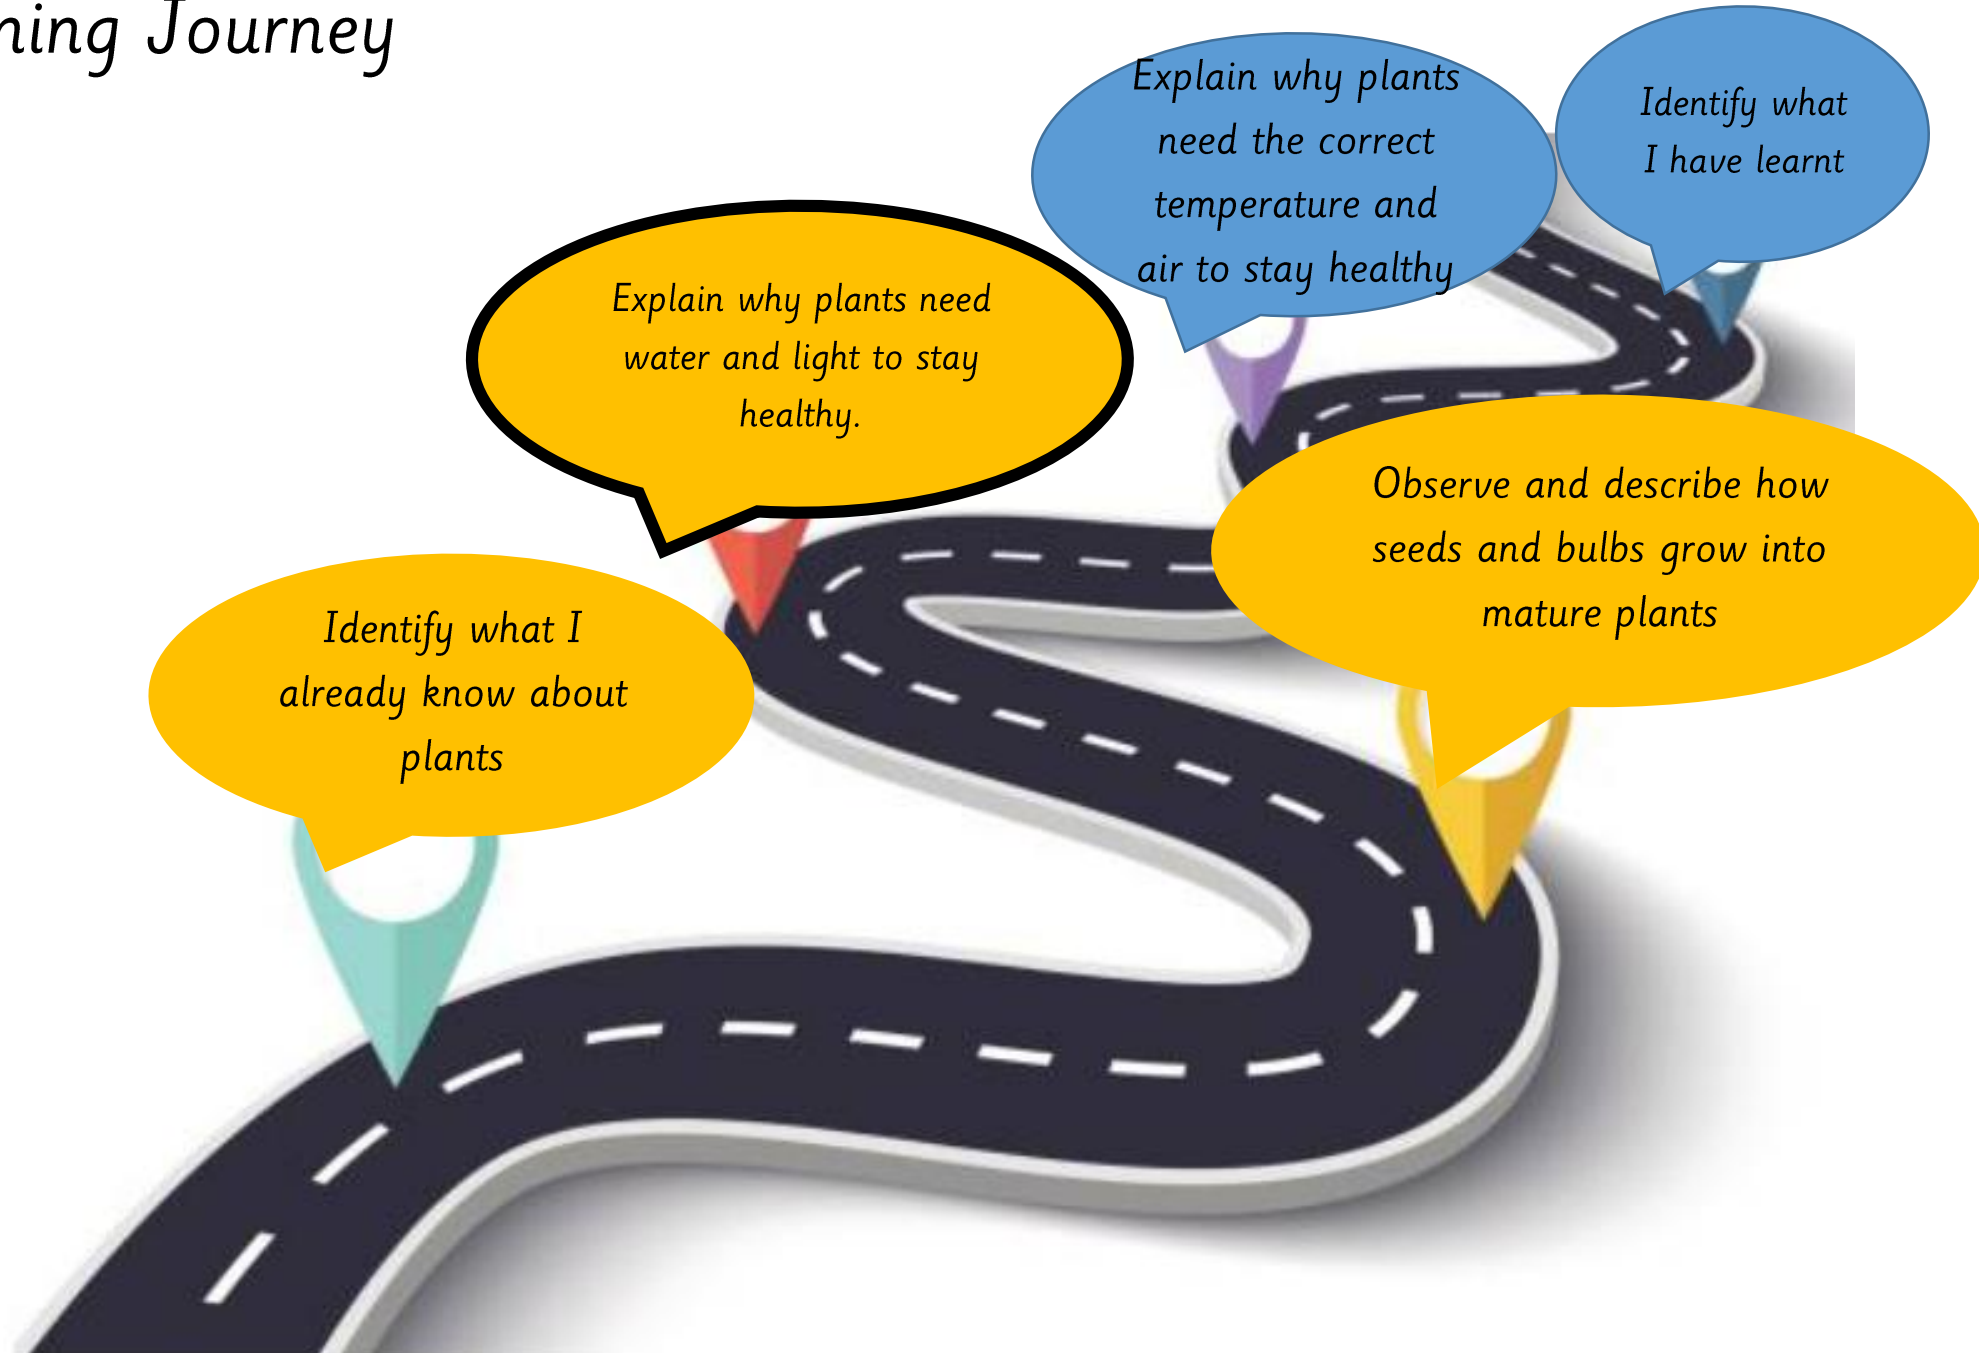 ning Journey
Explain why plants
need the correct
temperature and
air to stay healthy
Identify what
I have learnt
Explain why plants need
water and light to stay
healthy.
Observe and describe how
seeds and bulbs grow into
mature plants
Identify what I
already know about
plants